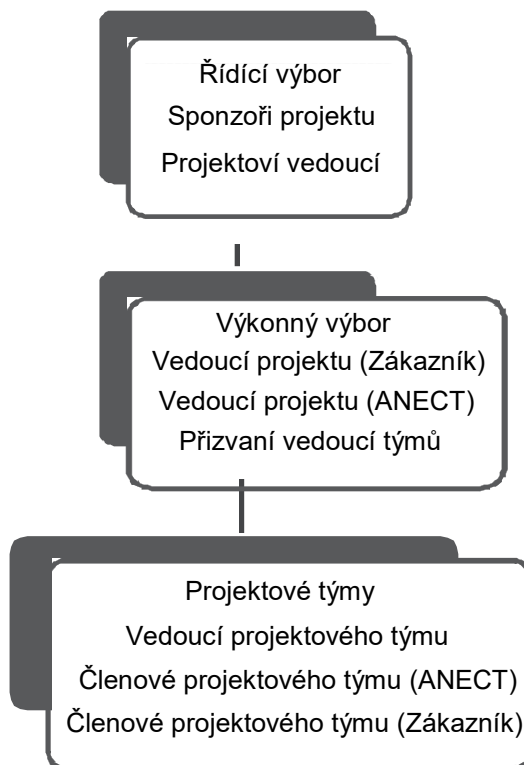 Řídící výbor
Sponzoři projektu
Projektoví vedoucí
Výkonný výbor
Vedoucí projektu (Zákazník)
Vedoucí projektu (ANECT)
Přizvaní vedoucí týmů
Projektové týmy
Vedoucí projektového týmu
Členové projektového týmu (ANECT)
Členové projektového týmu (Zákazník)